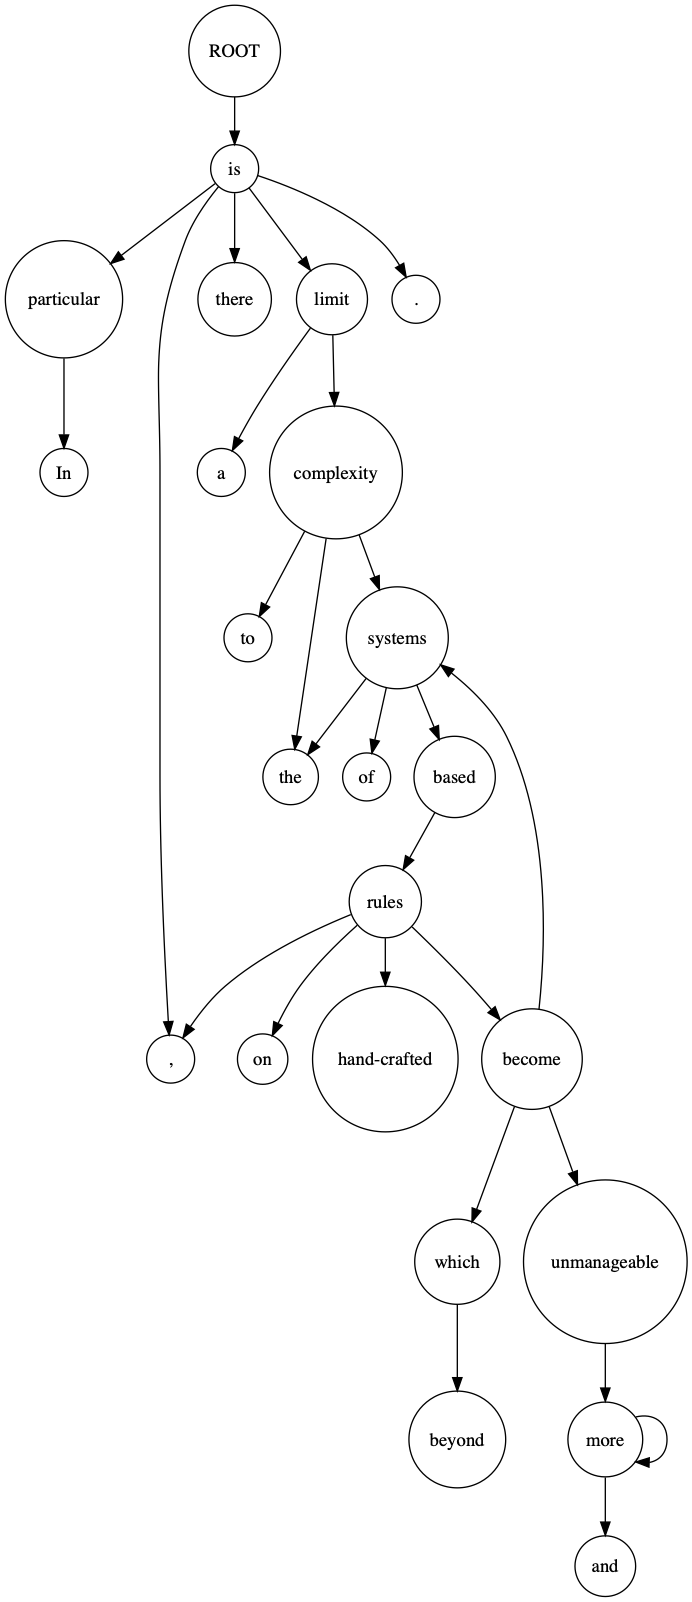 ROOT
is
particular
there
limit
.
In
a
complexity
to
systems
the
of
based
rules
,
on
hand-crafted
become
which
unmanageable
beyond
more
and